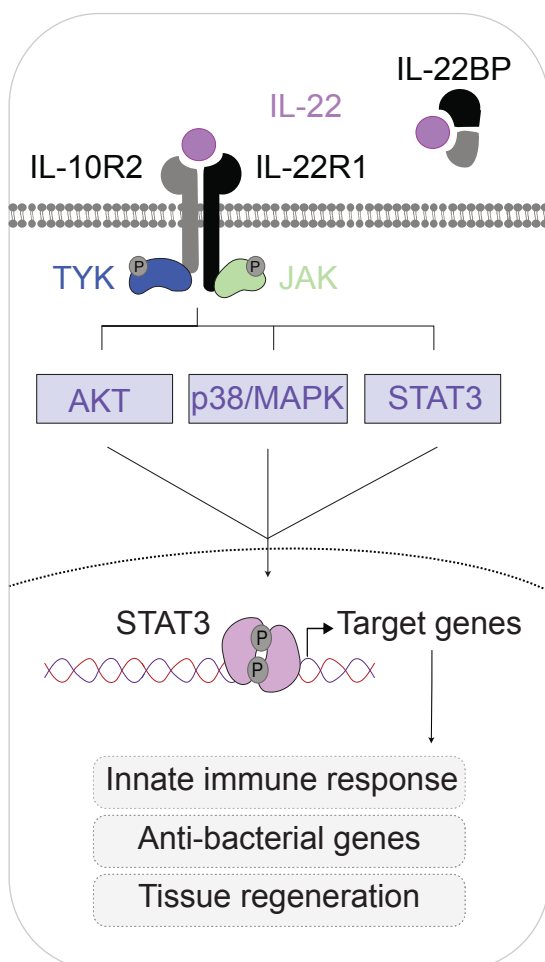 IL-22BP
IL-22
IL-10R2
IL-22R1
P
P
TYK
JAK
AKT
p38/MAPK
STAT3
STAT3
P
P
Target genes
Innate immune response
Anti-bacterial genes
Tissue regeneration